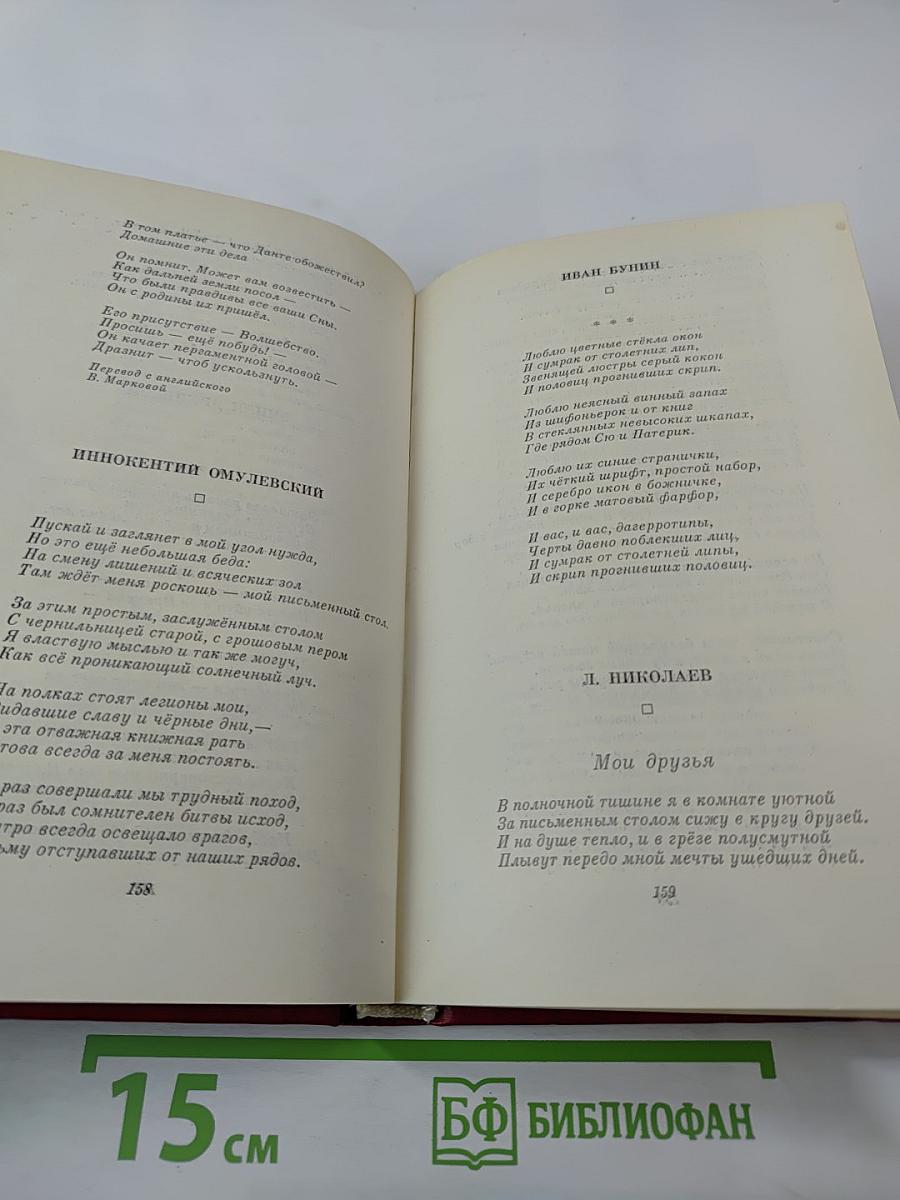 В том платье — что Данте обожествил?
Домашние эти дела
Он помнит. Может вам возвестить —
Как дальней земли посол —
Что были правдивы все ваши Сны.
Он с родины их пришёл.
Его присутствие — Волшебство.
Просишь — ещё побудь! —
Он качает пергаментной головой —
Дразнит — чтоб ускользнуть.
Перевод с английского
В. Марковой
ИННОКЕНТИЙ ОМУЛЕВСКИЙ
Пускай и заглянет в мой угол нужда,
Но это ещё небольшая беда:
На смену лишений и всяческих зол
Там ждёт меня роскошь — мой письменный стол.
За этим простым, заслужённым столом
С чернильницей старой, с грошовым пером
Я властвую мыслью и так же могуч,
Как всё проникающий солнечный луч.
На полках стоят легионы мои,
идавшие славу и чёрные дни,—
эта отважная книжная рать
това всегда за меня постоять.
раз совершали мы трудный поход,
раз был сомнителен битвы исход,
тро всегда освещало врагов,
ьму отступавших от наших рядов.
158
ИВАН БУНИН
* * *
Люблю цветные стёкла окон
И сумрак от столетних лип,
Звенящей люстры серый кокон
И половиц прогнивших скрип.
Люблю неясный винный запах
Из шифоньерок и от книг
В стеклянных невысоких шкапах,
Где рядом Сю и Патерик.
Люблю их синие странички,
Их чёткий шрифт, простой набор,
И серебро икон в божничке,
И в горке матовый фарфор,
И вас, и вас, дагерротипы,
Черты давно поблекших лиц,
И сумрак от столетней липы,
И скрип прогнивших половиц.
Л. НИКОЛАЕВ
Мои друзья
В полночной тишине я в комнате уютной
За письменным столом сижу в кругу друзей.
И на душе тепло, и в грёзе полусмутной
Плывут передо мной мечты ушедших дней.
159
15 см
БФ БИБЛИОФАН